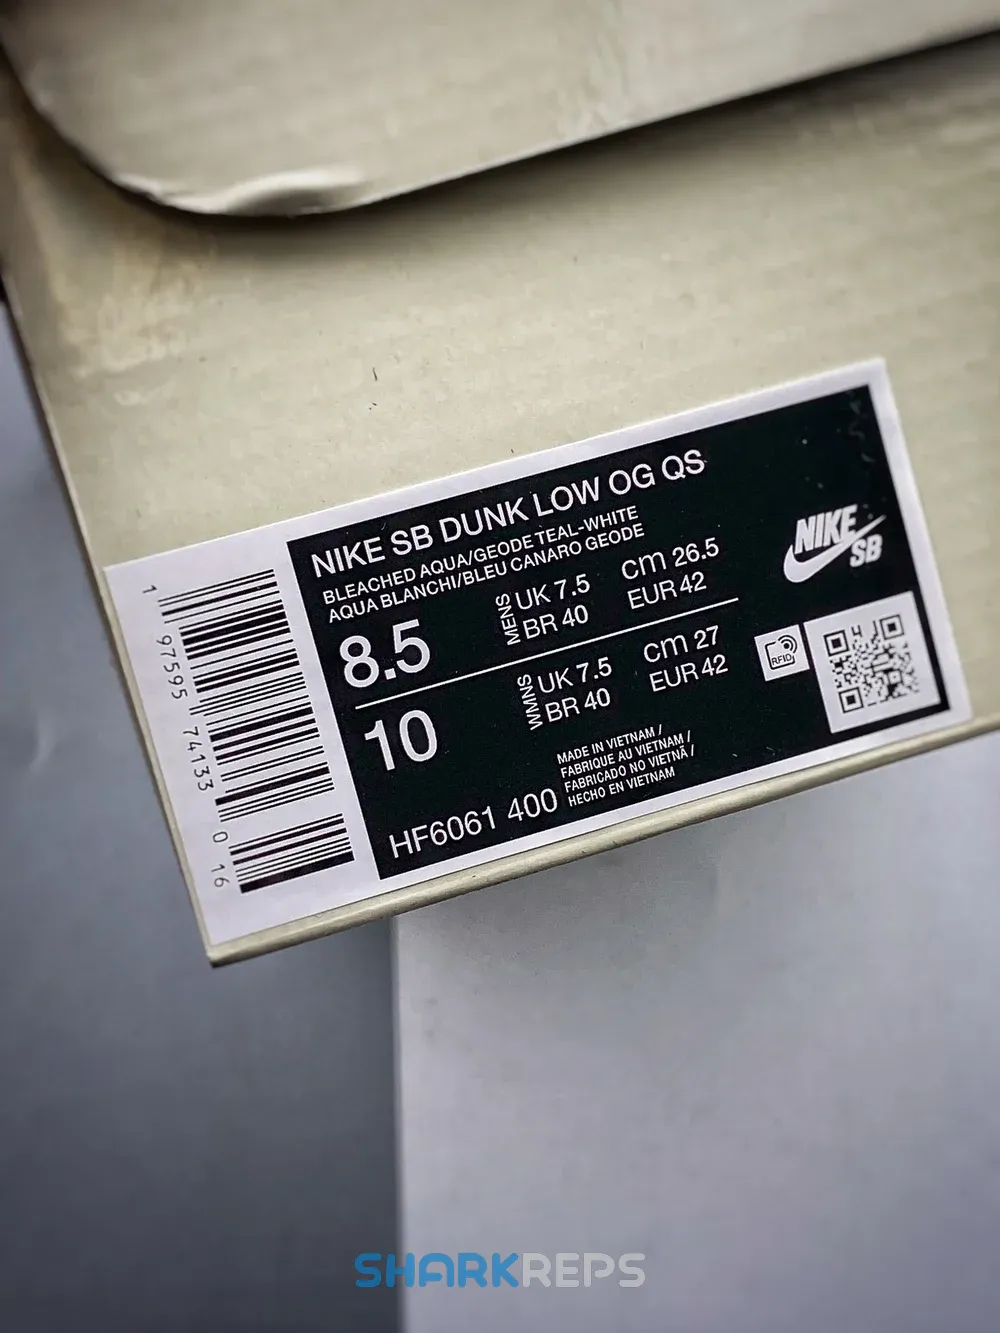 NIKE SB DUNK LOW OG QS
BLEACHED AQUA/GEODE TEAL-WHITE
AQUA BLANCHI/BLEU CANARO GEODE
8.5
MENS
UK 7.5
cm 26.5
BR 40
EUR 42
10
WMNS
UK 7.5
cm 27
BR 40
EUR 42
MADE IN VIETNAM /
FABRIQUE AU VIETNAM /
FABRICADO NO VIETNÃ /
HECHO EN VIETNAM
HF6061 400
NIKE
SB
RFID
1 97595 74133 0 16
SHARKREPS